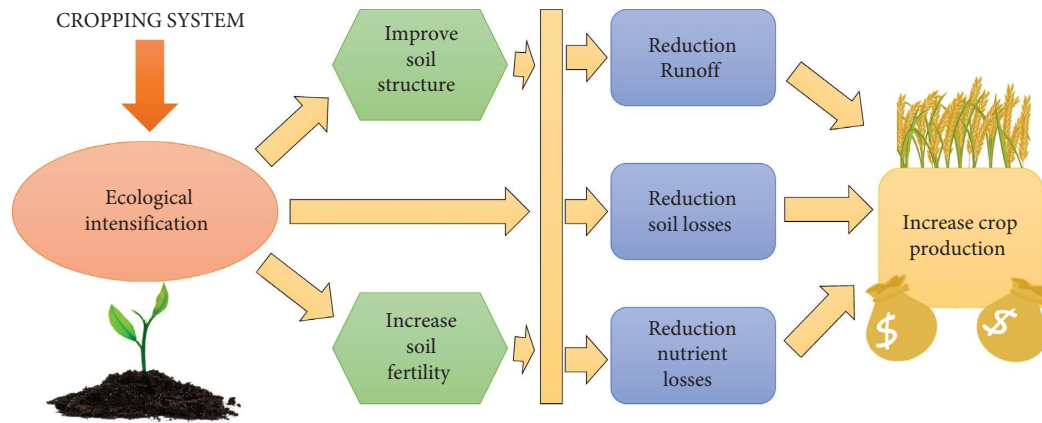 CROPPING SYSTEM
Ecological
intensification
Improve
soil
structure
Increase
soil
fertility
Reduction
Runoff
Reduction
soil losses
Reduction
nutrient
losses
Increase crop
production
$
$